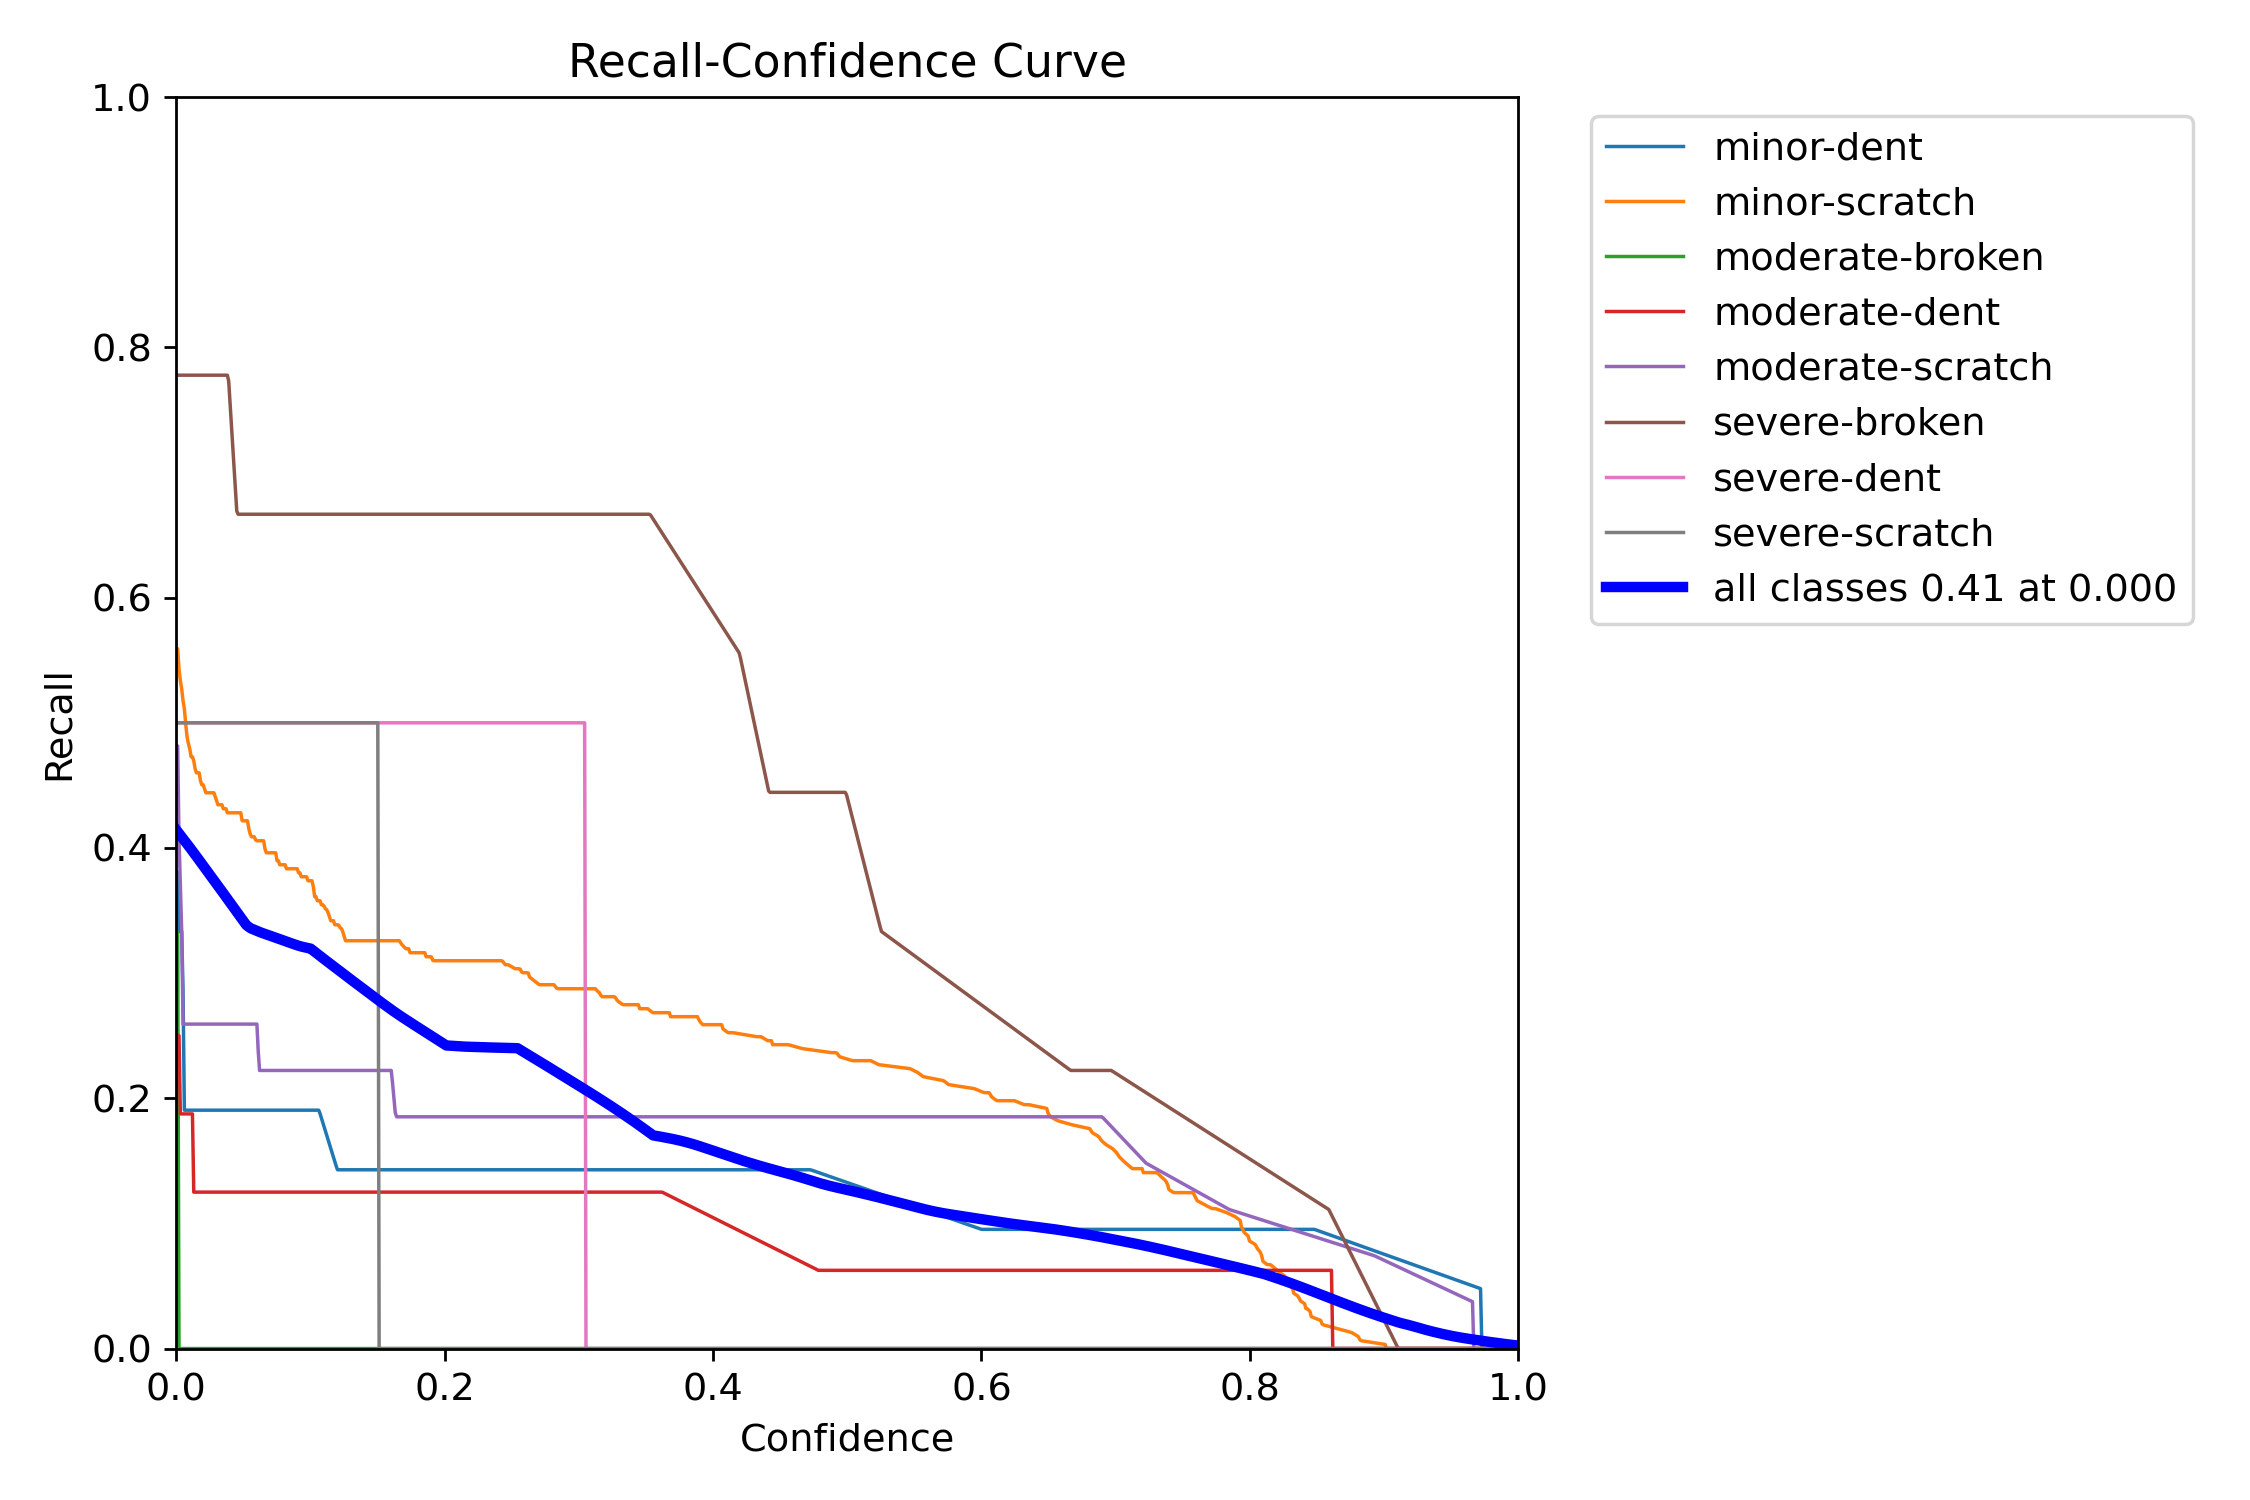 Recall-Confidence Curve
1.0
0.8
0.6
0.4
0.2
0.0
Recall
0.0 0.2 0.4 0.6 0.8 1.0
Confidence
minor-dent
minor-scratch
moderate-broken
moderate-dent
moderate-scratch
severe-broken
severe-dent
severe-scratch
all classes 0.41 at 0.000